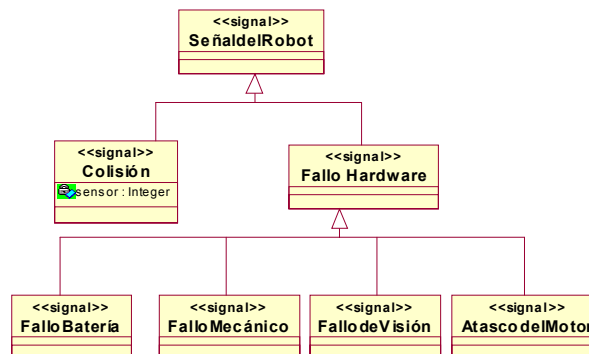 <<signal>>
SeñaldelRobot
<<signal>>
Colisión
sensor : Integer
<<signal>>
Fallo Hardware
<<signal>>
FalloBatería
<<signal>>
FalloMecánico
<<signal>>
FallodeVisión
<<signal>>
AtascodelMotor